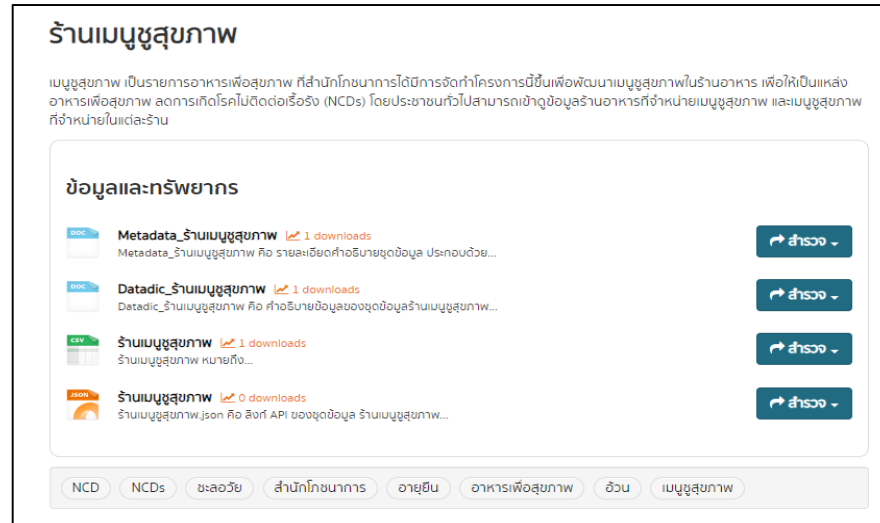 ร้านเมนูชูสุขภาพ
เมนูชูสุขภาพ เป็นรายการอาหารเพื่อสุขภาพ ที่สำนักโภชนาการได้มีการจัดทำโครงการนี้ขึ้นเพื่อพัฒนาเมนูชูสุขภาพในร้านอาหาร เพื่อให้เป็นแหล่ง
อาหารเพื่อสุขภาพ ลดการเกิดโรคไม่ติดต่อเรื้อรัง (NCDs) โดยประชาชนทั่วไปสามารถเข้าดูข้อมูลร้านอาหารที่จำหน่ายเมนูชูสุขภาพ และเมนูชูสุขภาพ
ที่จำหน่ายในแต่ละร้าน
ข้อมูลและทรัพยากร
DOC Metadata_ร้านเมนูชูสุขภาพ 1 downloads สำรวจ
Metadata_ร้านเมนูชูสุขภาพ คือ รายละเอียดคำอธิบายชุดข้อมูล ประกอบด้วย...
DOC Datadic_ร้านเมนูชูสุขภาพ 1 downloads สำรวจ
Datadic_ร้านเมนูชูสุขภาพ คือ คำอธิบายข้อมูลของชุดข้อมูลร้านเมนูชูสุขภาพ...
CSV ร้านเมนูชูสุขภาพ 1 downloads สำรวจ
ร้านเมนูชูสุขภาพ หมายถึง...
JSON ร้านเมนูชูสุขภาพ 0 downloads สำรวจ
ร้านเมนูชูสุขภาพ.json คือ ลิงก์ API ของชุดข้อมูล ร้านเมนูชูสุขภาพ...
NCD NCDs ชะลอวัย สำนักโภชนาการ อายุยืน อาหารเพื่อสุขภาพ อ้วน เมนูชูสุขภาพ